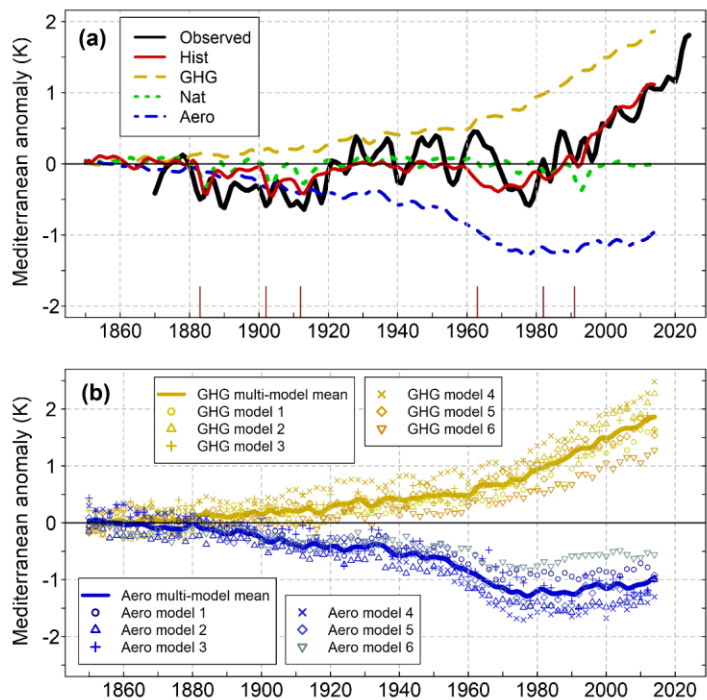 (a)
Observed
Hist
GHG
Nat
Aero
Mediterranean anomaly (K)
2
1
0
-1
-2
1860 1880 1900 1920 1940 1960 1980 2000 2020
(b)
GHG multi-model mean
GHG model 1
GHG model 2
GHG model 3
GHG model 4
GHG model 5
GHG model 6
Mediterranean anomaly (K)
2
1
0
-1
-2
Aero multi-model mean
Aero model 1
Aero model 2
Aero model 3
Aero model 4
Aero model 5
Aero model 6
1860 1880 1900 1920 1940 1960 1980 2000 2020